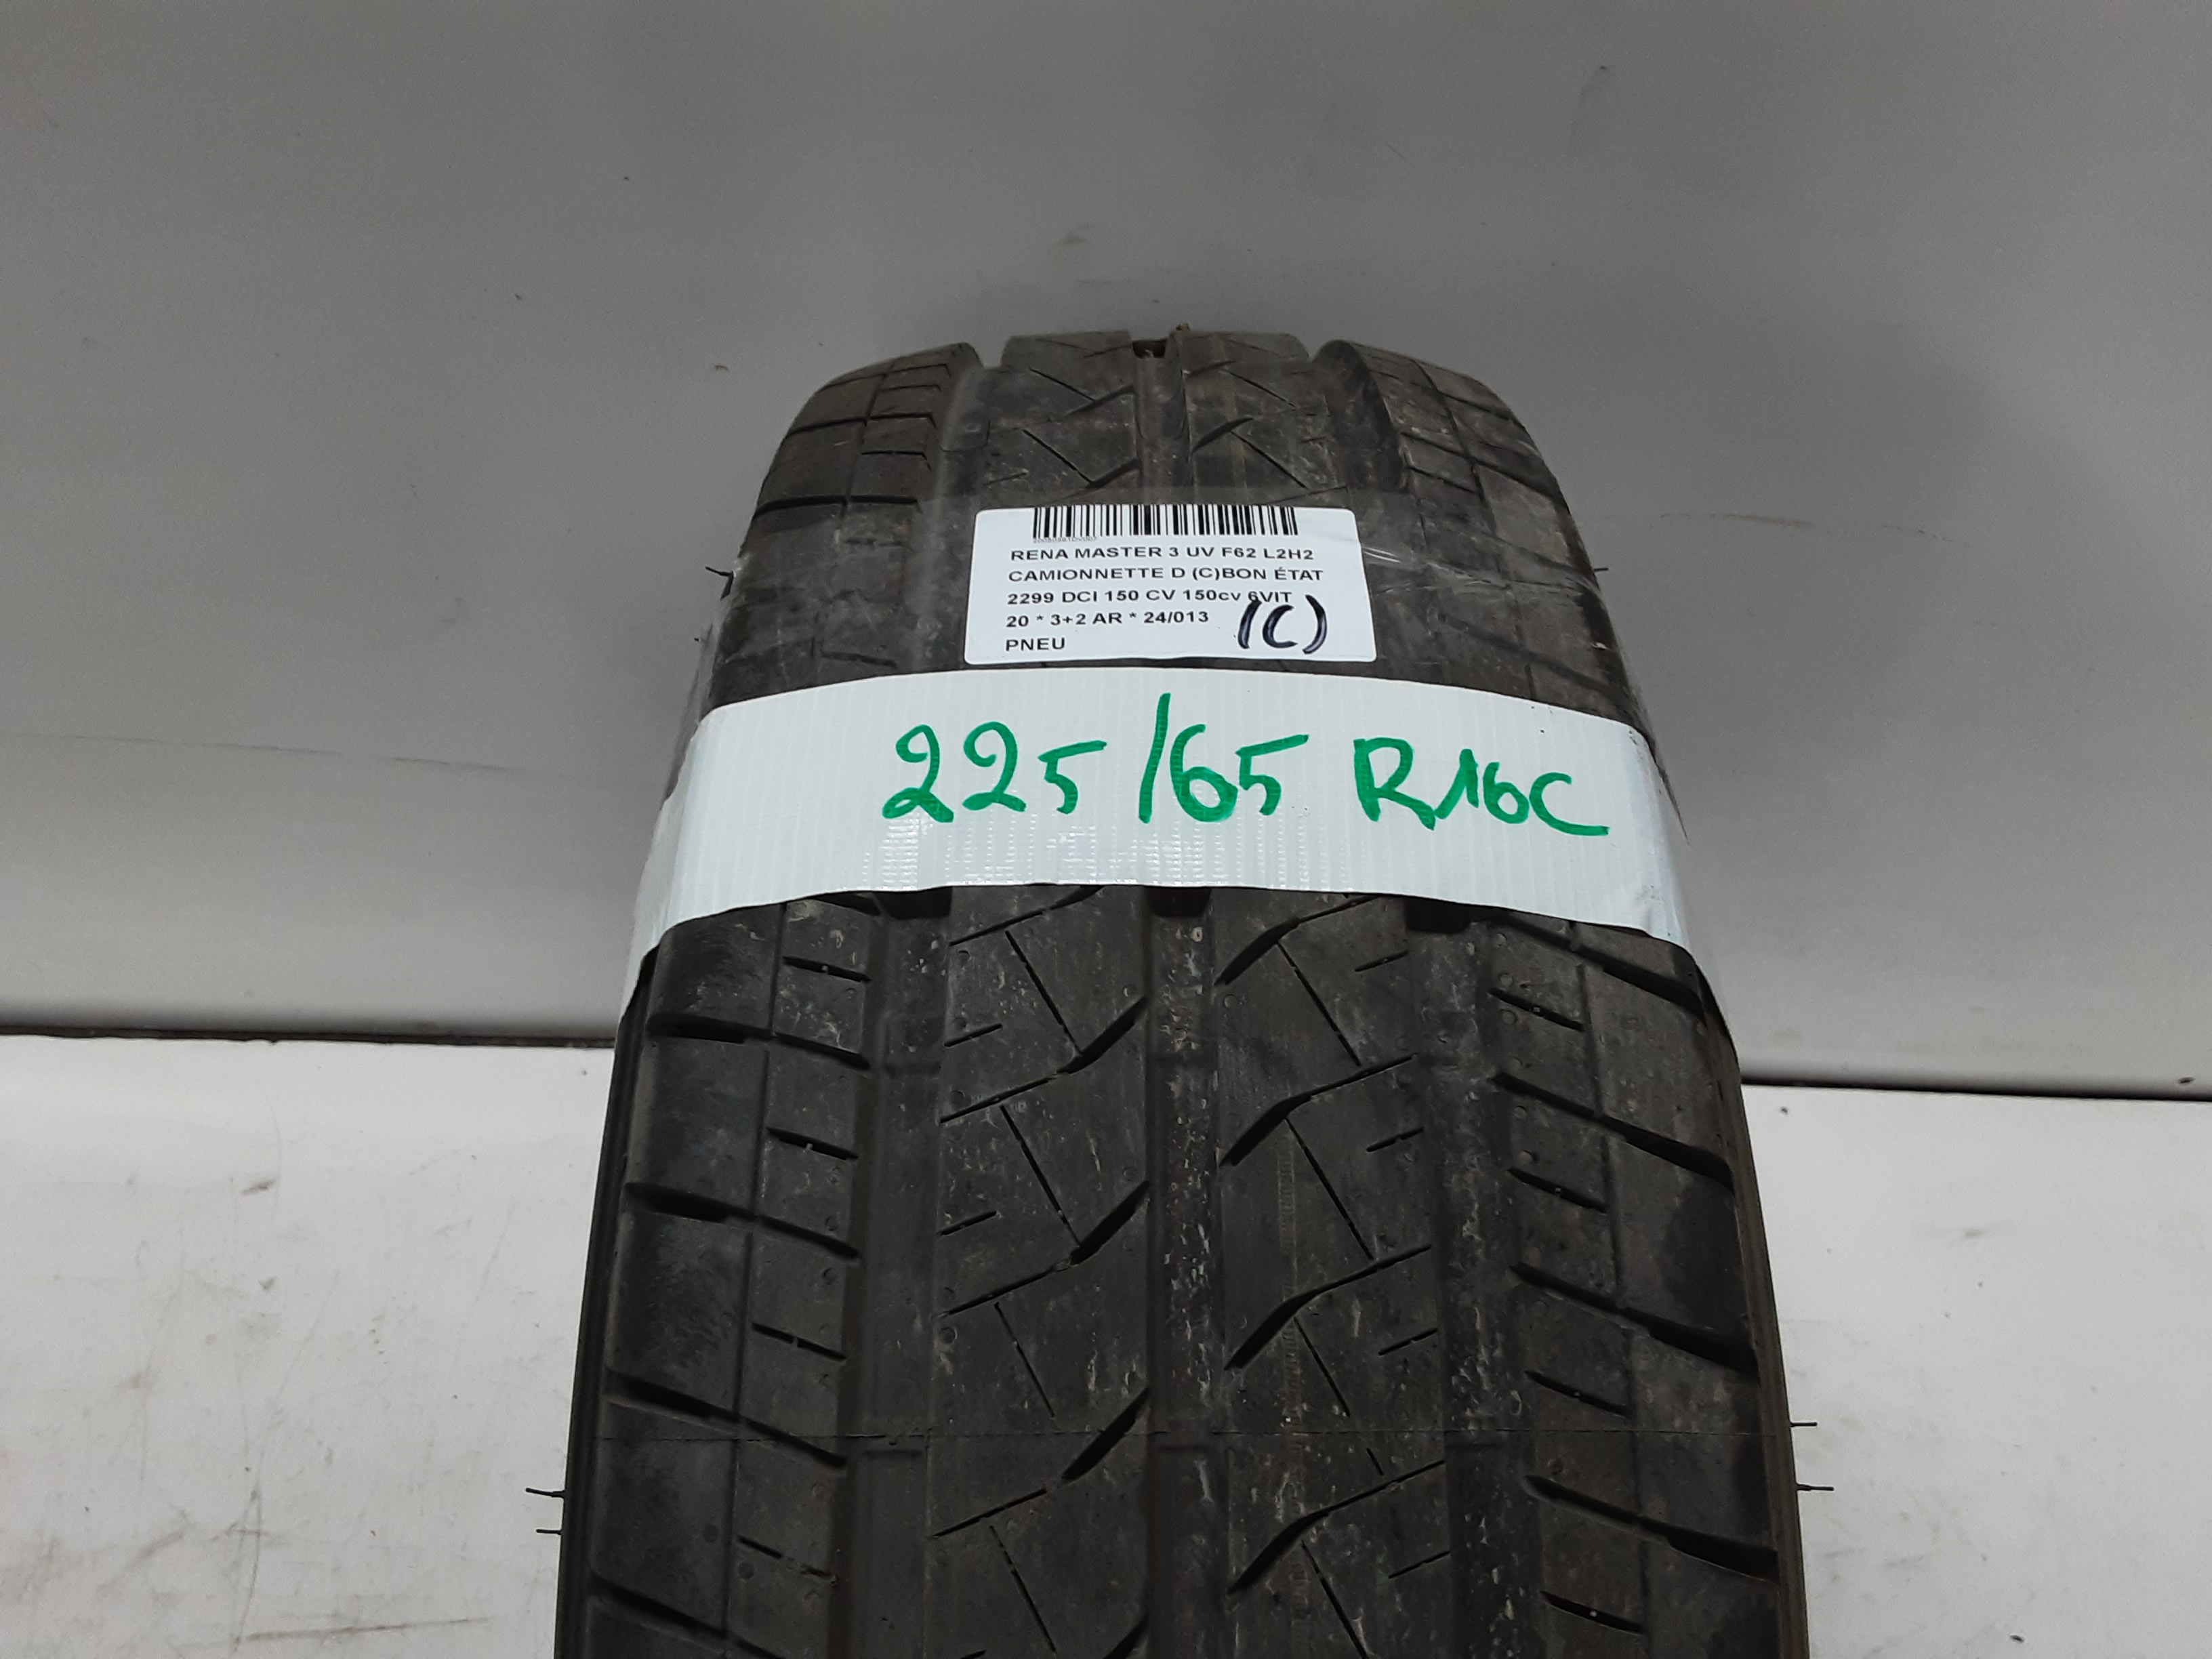 RENA MASTER 3 UV F62 L2H2
CAMIONNETTE D (C)BON ÉTAT
2299 DCI 150 CV 150cv 6VIT
20 * 3+2 AR * 24/013
(C)
PNEU
225/65 R16C